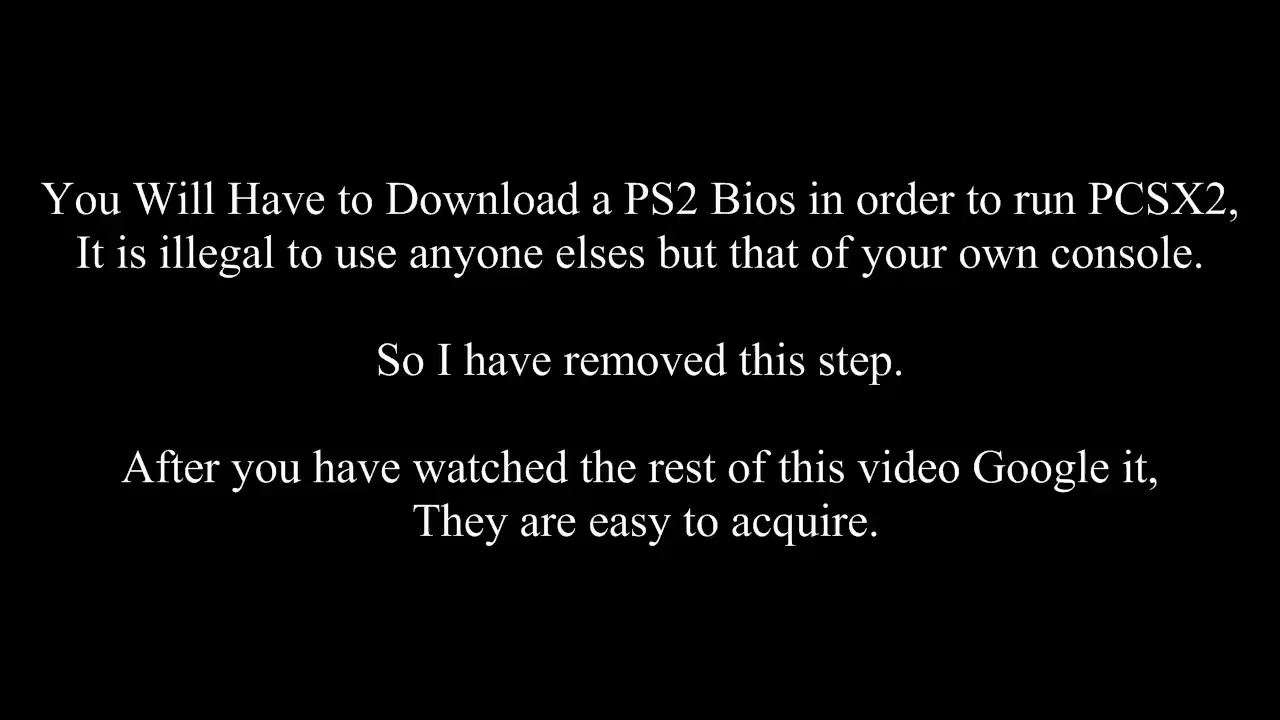 You Will Have to Download a PS2 Bios in order to run PCSX2,
It is illegal to use anyone elses but that of your own console.
So I have removed this step.
After you have watched the rest of this video Google it,
They are easy to acquire.